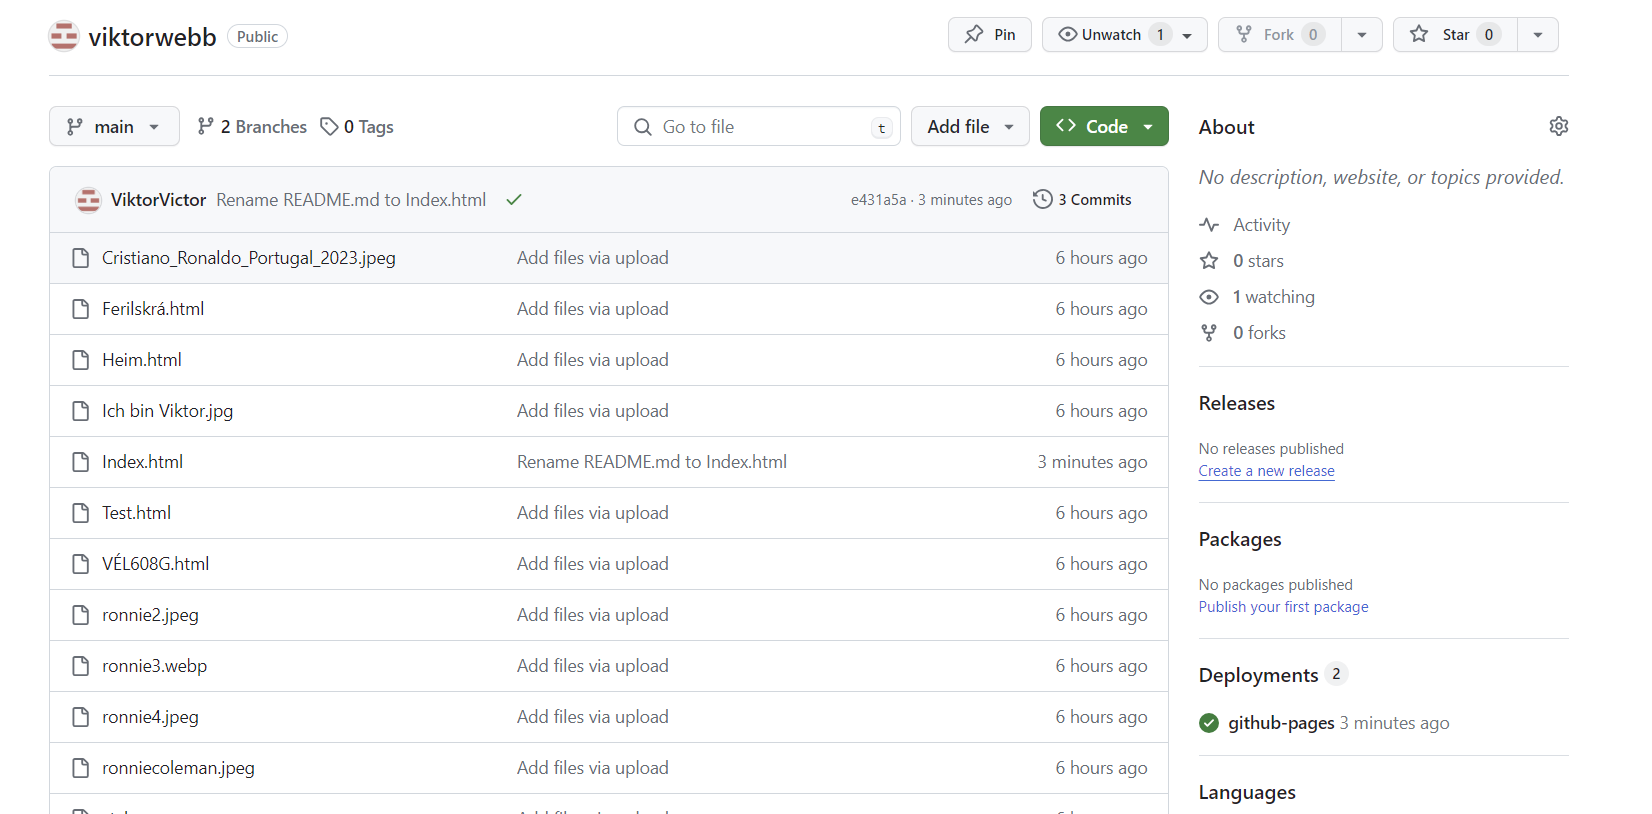 viktorwebb Public
Pin
Unwatch 1
Fork 0
Star 0
main
2 Branches
0 Tags
Go to file t
Add file
Code
ViktorVictor Rename README.md to Index.html
e431a5a · 3 minutes ago
3 Commits
Cristiano_Ronaldo_Portugal_2023.jpeg Add files via upload 6 hours ago
Ferilskrá.html Add files via upload 6 hours ago
Heim.html Add files via upload 6 hours ago
Ich bin Viktor.jpg Add files via upload 6 hours ago
Index.html Rename README.md to Index.html 3 minutes ago
Test.html Add files via upload 6 hours ago
VÉL608G.html Add files via upload 6 hours ago
ronnie2.jpeg Add files via upload 6 hours ago
ronnie3.webp Add files via upload 6 hours ago
ronnie4.jpeg Add files via upload 6 hours ago
ronniecoleman.jpeg Add files via upload 6 hours ago
About
No description, website, or topics provided.
Activity
0 stars
1 watching
0 forks
Releases
No releases published
Create a new release
Packages
No packages published
Publish your first package
Deployments 2
github-pages 3 minutes ago
Languages